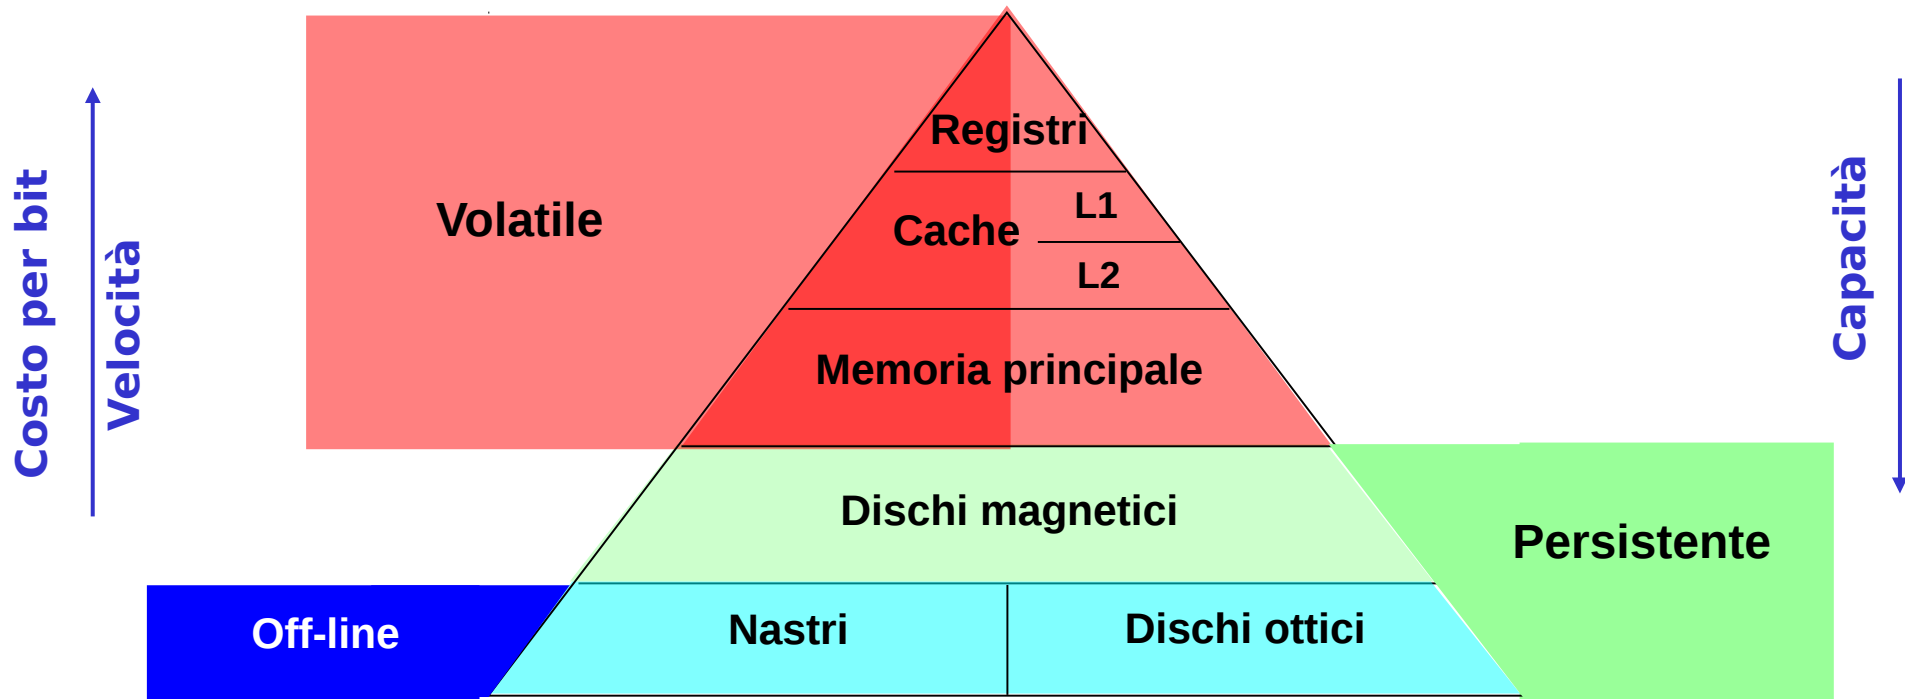 Costo per bit
Velocità
Volatile
Registri
Cache
L1
L2
Memoria principale
Capacità
Dischi magnetici
Persistente
Off-line
Nastri
Dischi ottici